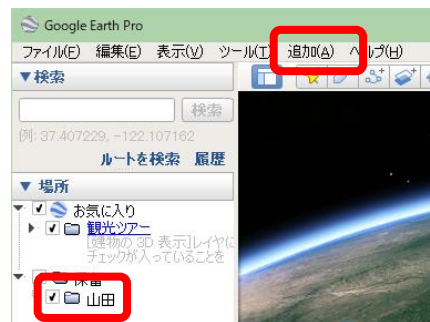 Google Earth Pro
ファイル(F) 編集(E) 表示(V) ツール(T) 追加(A) ヘルプ(H)
▼検索
検索
例: 37.407229, -122.107162
ルートを検索 履歴
▼ 場所
お気に入り
観光ツアー
[建物の 3D 表示]レイヤに
チェックが入っていることを
保留
山田